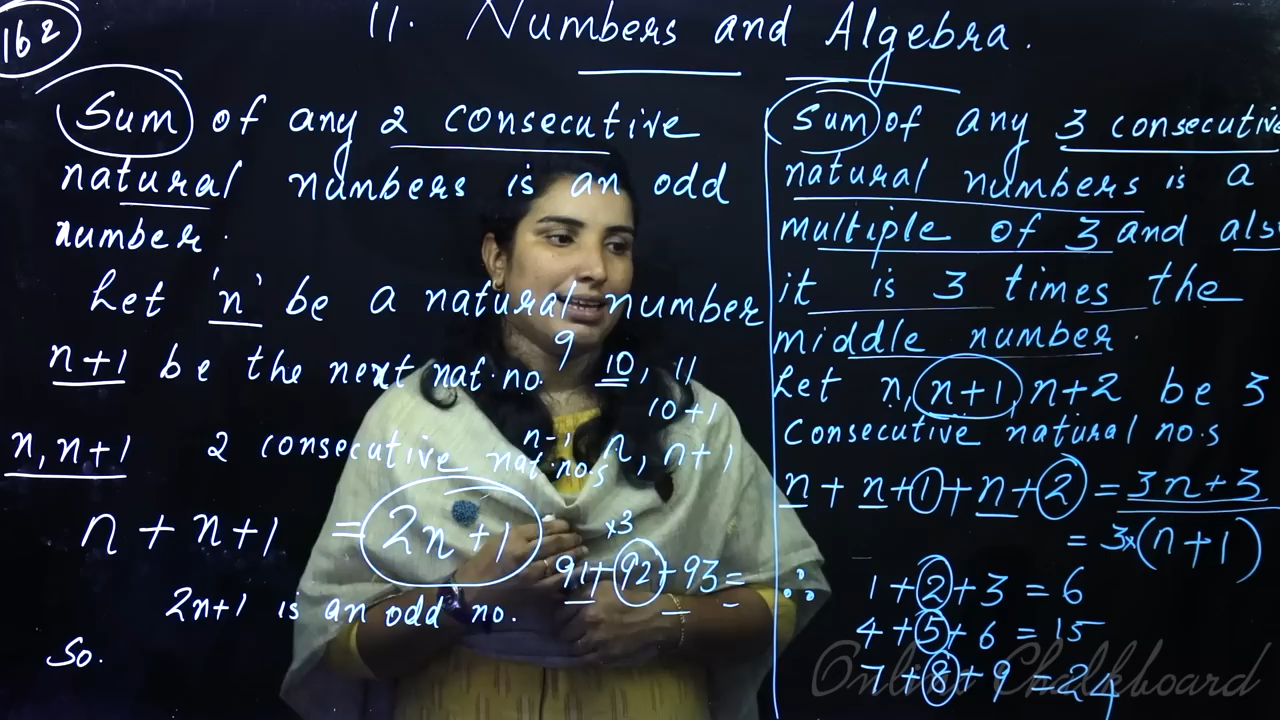 16²
11. Numbers and Algebra.
Sum of any 2 consecutive
natural numbers is an odd
number.
Let 'n' be a natural number
n+1 be the next nat. no.
9 10, 11
10+1
n-1 n, n+1
n, n+1 2 consecutive nat. no.s
n + n+1 = 2n+1
×3
91+92+93=
2n+1 is an odd no.
So.
Sum of any 3 consecutive
natural numbers is a
multiple of 3 and als
it is 3 times the
middle number.
Let n, n+1, n+2 be 3
Consecutive natural no.s
n + n+1+n+2 = 3n+3
= 3×(n+1)
∴ 1+2+3=6
4+5+6=15
7+8+9=24
Online Chalkboard